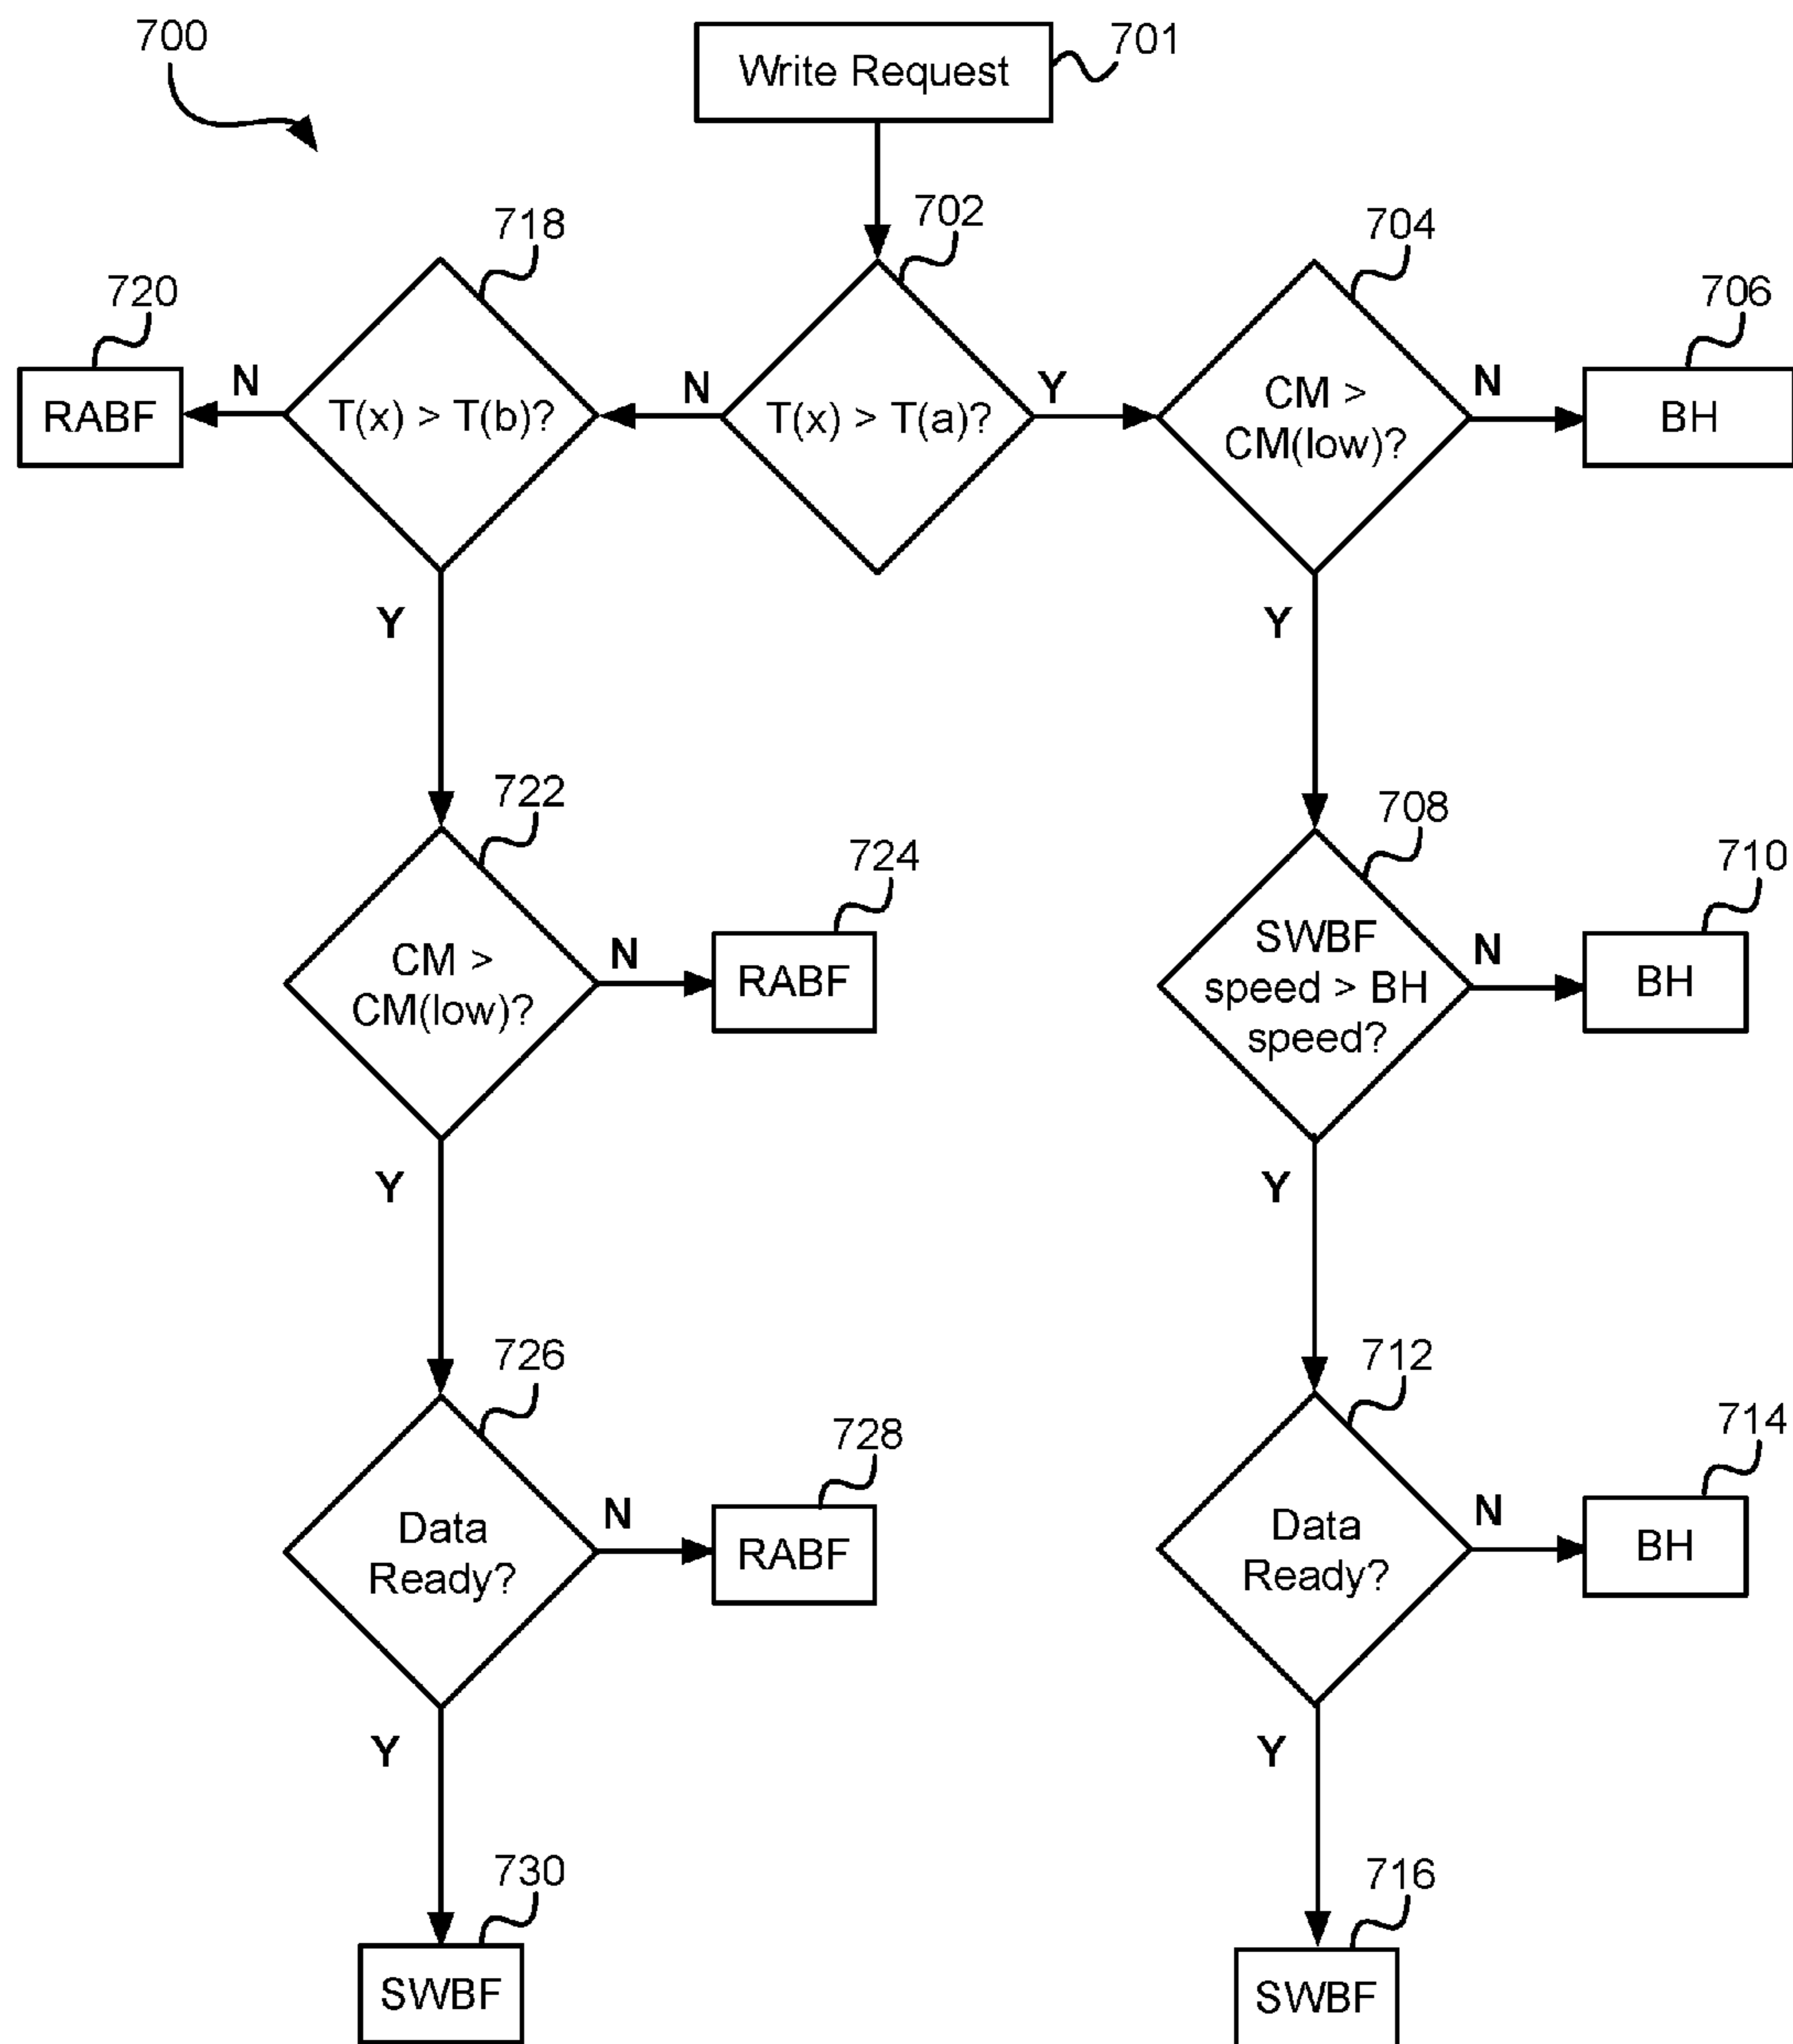 700
Write Request
701
718
702
704
720
706
RABF
N
T(x) > T(b)?
N
T(x) > T(a)?
Y
CM >
CM(low)?
N
BH
Y
Y
722
708
724
710
CM >
CM(low)?
N
RABF
SWBF
speed > BH
speed?
N
BH
Y
Y
726
712
728
714
Data
Ready?
N
RABF
Data
Ready?
N
BH
Y
Y
730
716
SWBF
SWBF